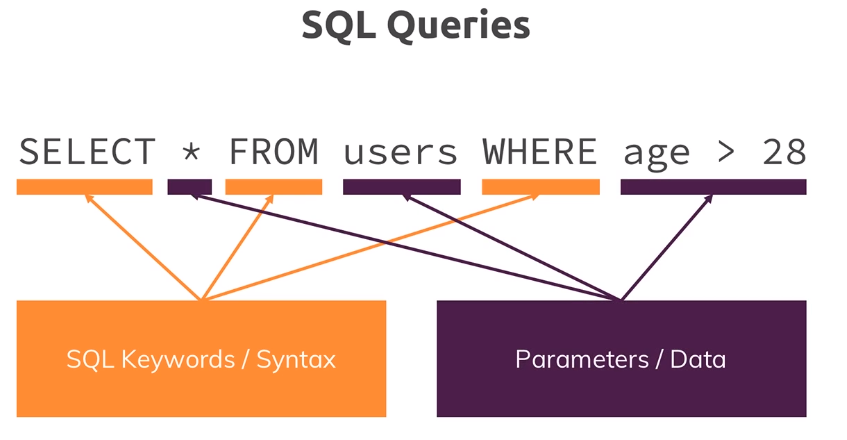 SQL Queries
SELECT * FROM users WHERE age > 28
SQL Keywords / Syntax
Parameters / Data